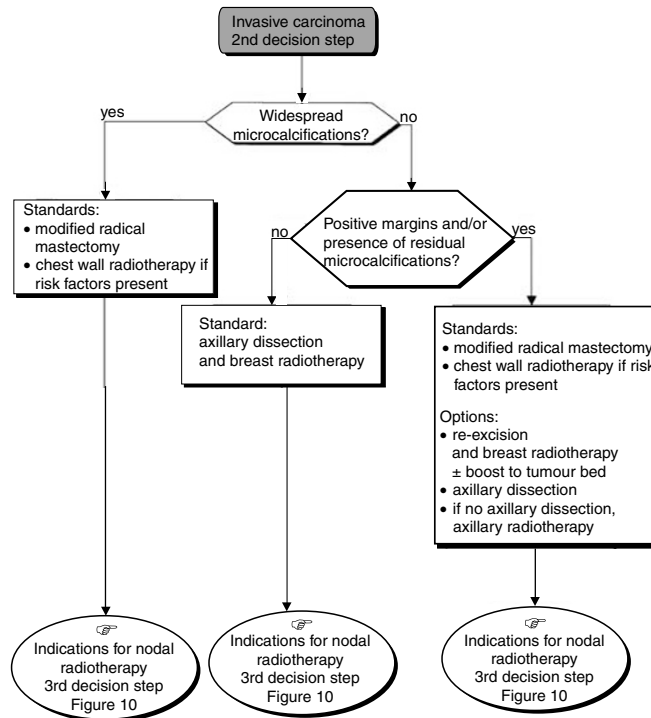 Invasive carcinoma
2nd decision step
Widespread
microcalcifications?
yes
no
Standards:
• modified radical
mastectomy
• chest wall radiotherapy if
risk factors present
Positive margins and/or
presence of residual
microcalcifications?
no
yes
Standard:
axillary dissection
and breast radiotherapy
Standards:
• modified radical mastectomy
• chest wall radiotherapy if risk
factors present
Options:
• re-excision
and breast radiotherapy
± boost to tumour bed
• axillary dissection
• if no axillary dissection,
axillary radiotherapy
☞
Indications for nodal
radiotherapy
3rd decision step
Figure 10
☞
Indications for nodal
radiotherapy
3rd decision step
Figure 10
☞
Indications for nodal
radiotherapy
3rd decision step
Figure 10